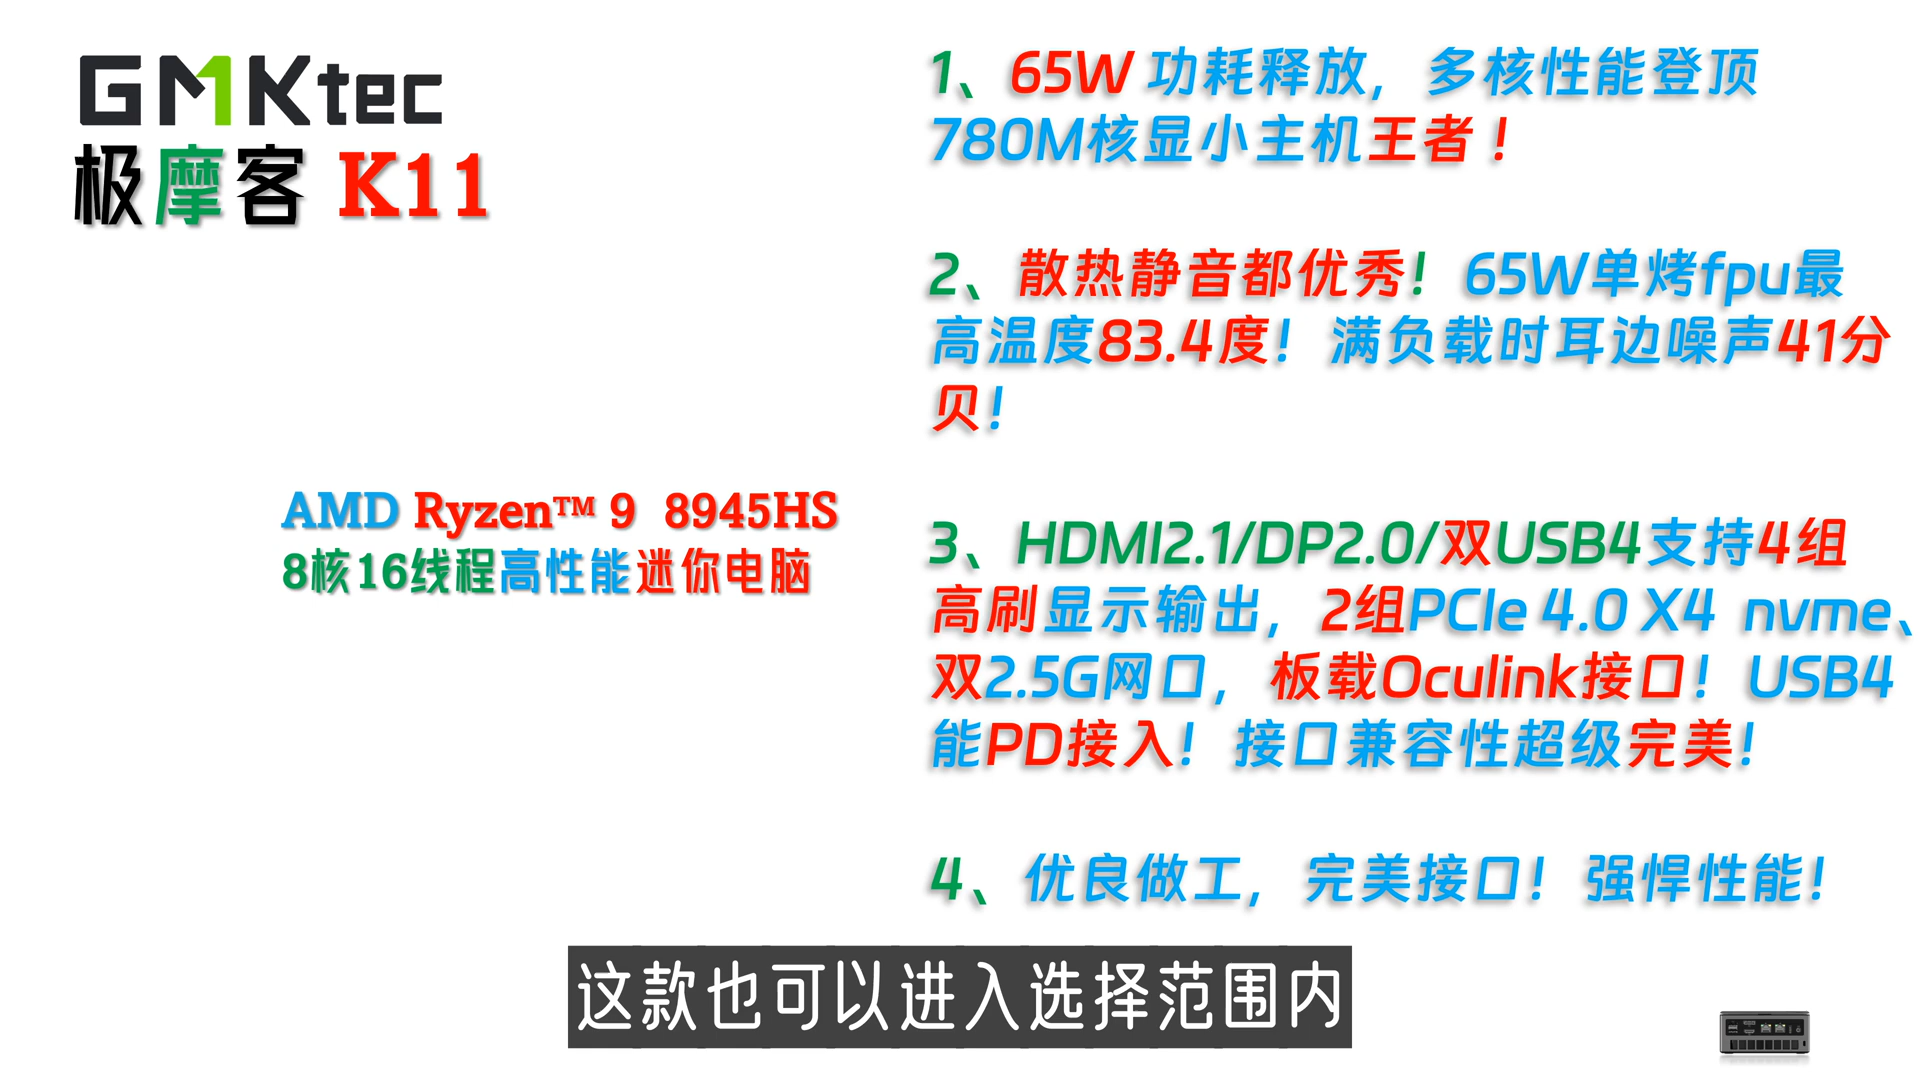 GMKtec
极摩客 K11
AMD Ryzen™ 9 8945HS
8核16线程高性能迷你电脑
1、65W 功耗释放，多核性能登顶
780M核显小主机王者！
2、散热静音都优秀！65W单烤fpu最
高温度83.4度！满负载时耳边噪声41分
贝！
3、HDMI2.1/DP2.0/双USB4支持4组
高刷显示输出，2组PCIe 4.0 X4 nvme、
双2.5G网口，板载Oculink接口！USB4
能PD接入！接口兼容性超级完美！
4、优良做工，完美接口！强悍性能！
这款也可以进入选择范围内